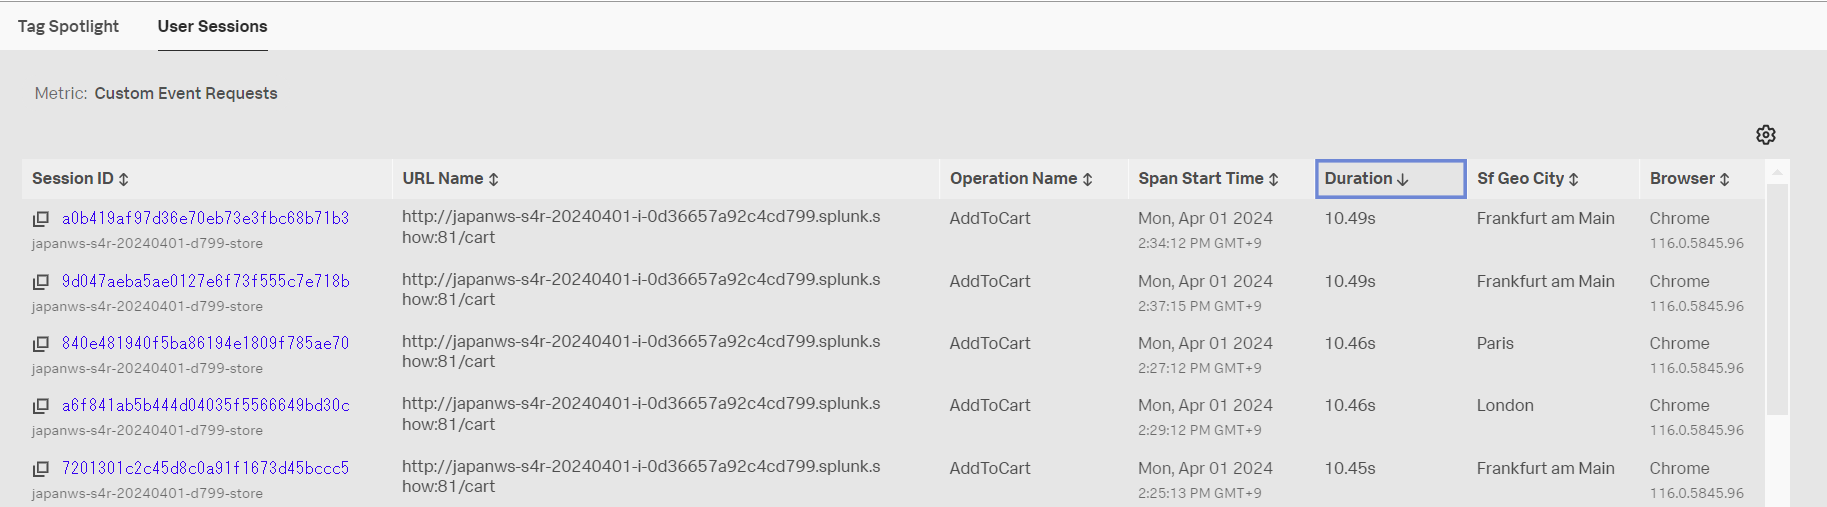 Tag Spotlight User Sessions
Metric: Custom Event Requests
Session ID URL Name Operation Name Span Start Time Duration Sf Geo City Browser
a0b419af97d36e70eb73e3fbc68b71b3 http://japanws-s4r-20240401-i-0d36657a92c4cd799.splunk.s AddToCart Mon, Apr 01 2024 10.49s Frankfurt am Main Chrome
japanws-s4r-20240401-d799-store how:81/cart 2:34:12 PM GMT+9 116.0.5845.96
9d047aeba5ae0127e6f73f555c7e718b http://japanws-s4r-20240401-i-0d36657a92c4cd799.splunk.s AddToCart Mon, Apr 01 2024 10.49s Frankfurt am Main Chrome
japanws-s4r-20240401-d799-store how:81/cart 2:37:15 PM GMT+9 116.0.5845.96
840e481940f5ba86194e1809f785ae70 http://japanws-s4r-20240401-i-0d36657a92c4cd799.splunk.s AddToCart Mon, Apr 01 2024 10.46s Paris Chrome
japanws-s4r-20240401-d799-store how:81/cart 2:27:12 PM GMT+9 116.0.5845.96
a6f841ab5b444d04035f5566649bd30c http://japanws-s4r-20240401-i-0d36657a92c4cd799.splunk.s AddToCart Mon, Apr 01 2024 10.46s London Chrome
japanws-s4r-20240401-d799-store how:81/cart 2:29:12 PM GMT+9 116.0.5845.96
7201301c2c45d8c0a91f1673d45bccc5 http://japanws-s4r-20240401-i-0d36657a92c4cd799.splunk.s AddToCart Mon, Apr 01 2024 10.45s Frankfurt am Main Chrome
japanws-s4r-20240401-d799-store how:81/cart 2:25:13 PM GMT+9 116.0.5845.96